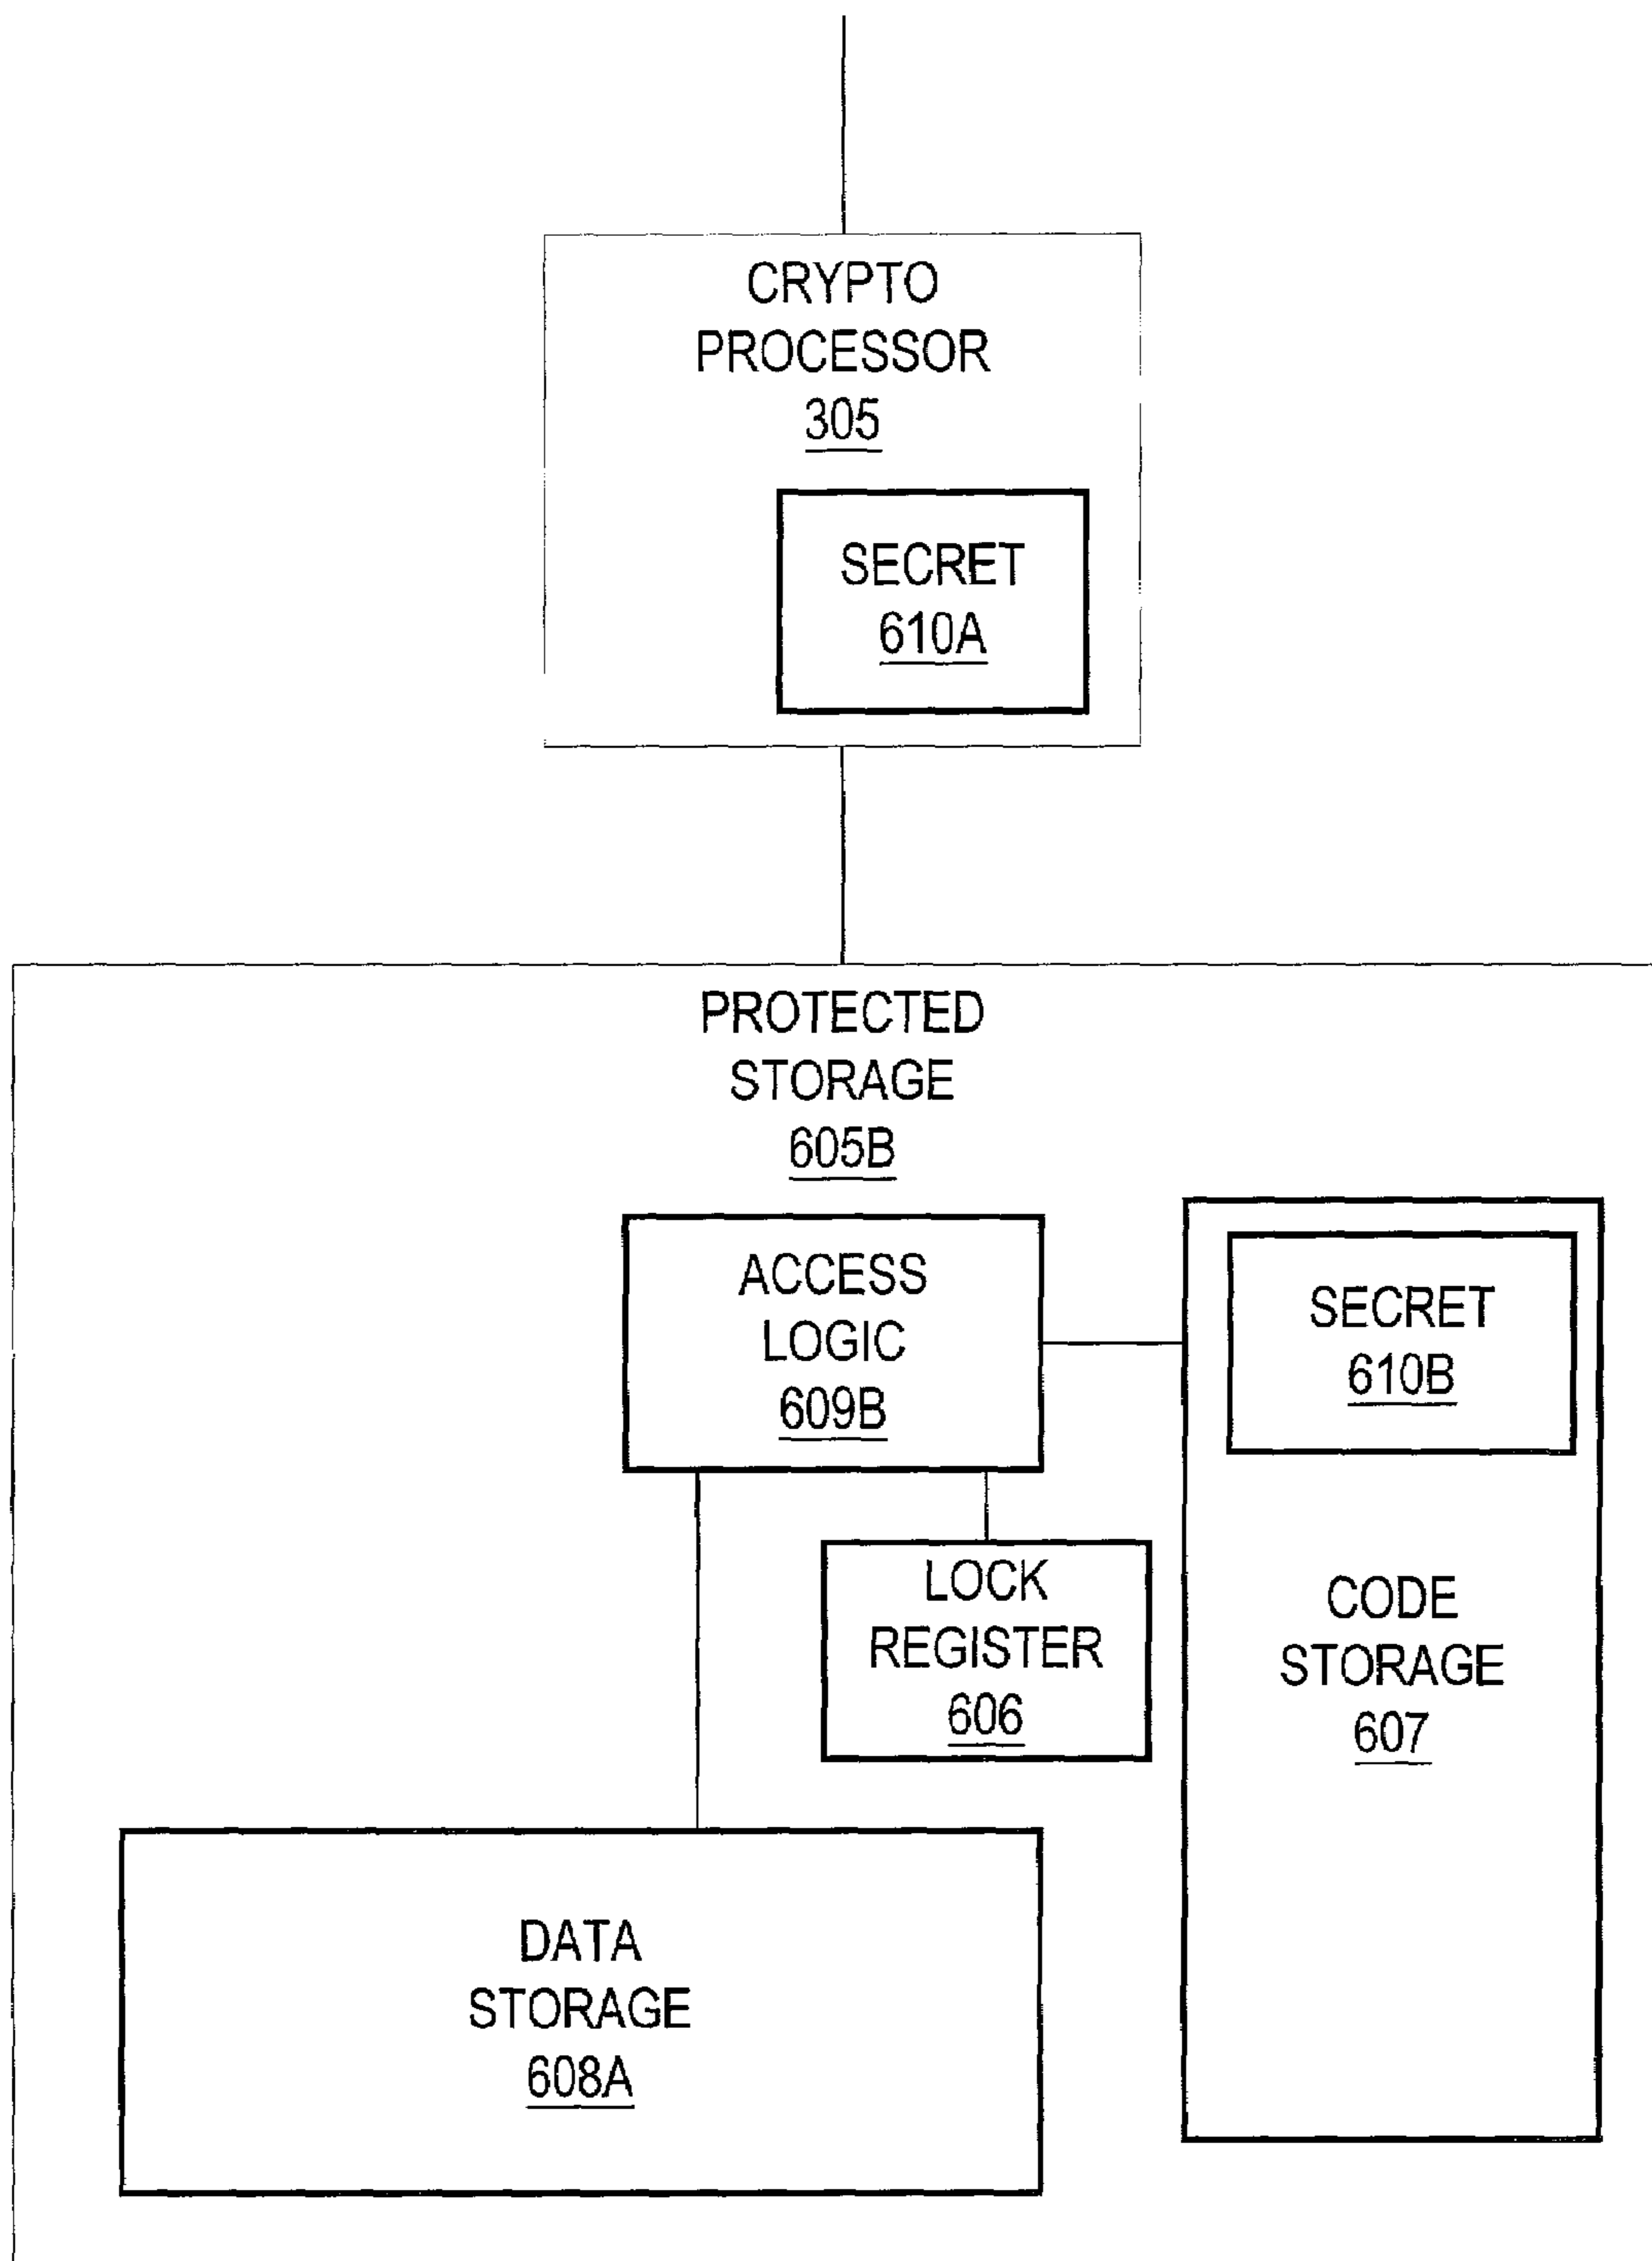 CRYPTO
PROCESSOR
305
SECRET
610A
PROTECTED
STORAGE
605B
ACCESS
LOGIC
609B
SECRET
610B
LOCK
REGISTER
606
CODE
STORAGE
607
DATA
STORAGE
608A